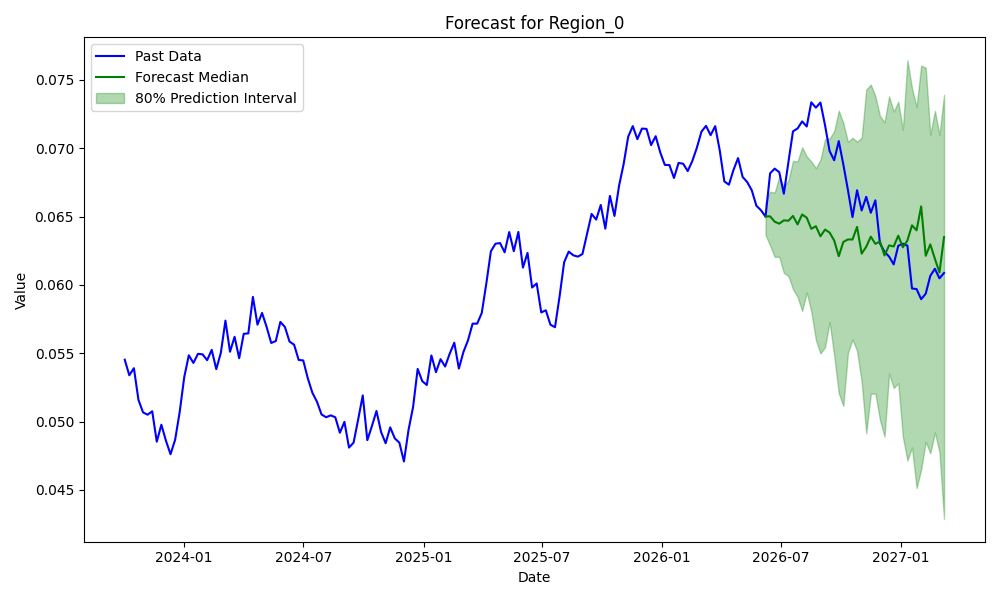 Forecast for Region_0
Past Data
Forecast Median
80% Prediction Interval
Value
0.075
0.070
0.065
0.060
0.055
0.050
0.045
2024-01
2024-07
2025-01
2025-07
2026-01
2026-07
2027-01
Date